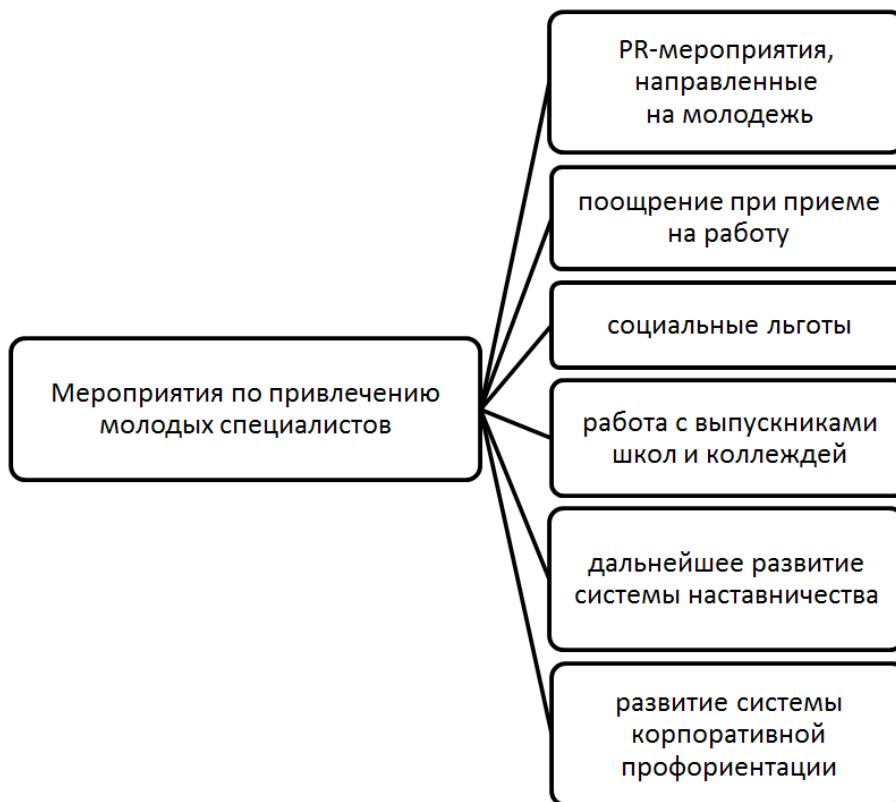 PR-мероприятия,
направленные
на молодежь
поощрение при приеме
на работу
социальные льготы
Мероприятия по привлечению
молодых специалистов
работа с выпускниками
школ и коллеждей
дальнейшее развитие
системы наставничества
развитие системы
корпоративной
профориентации